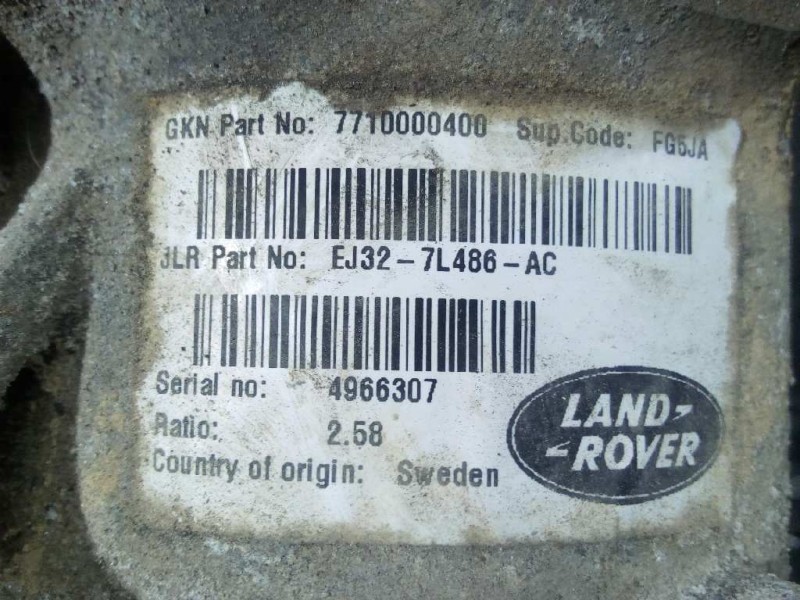 GKN Part No: 7710000400 Sup.Code: FG5JA
JLR Part No: EJ32-7L486-AC
Serial no: 4966307
Ratio: 2.58
Country of origin: Sweden
LAND-
-ROVER